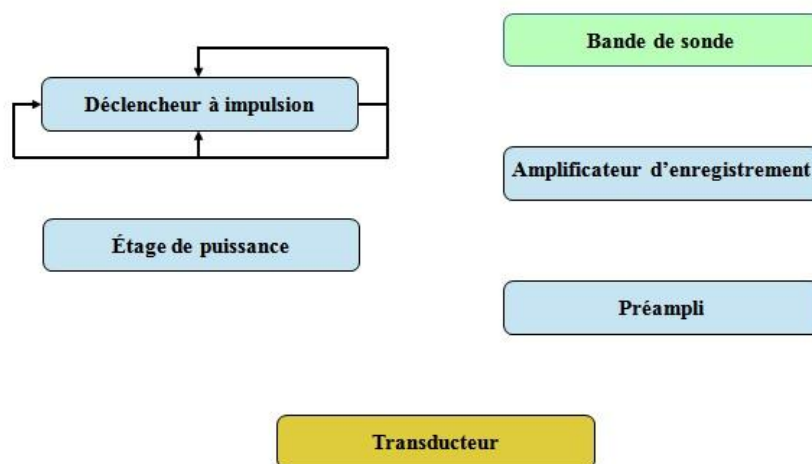 Bande de sonde
Déclencheur à impulsion
Amplificateur d'enregistrement
Étage de puissance
Préampli
Transducteur